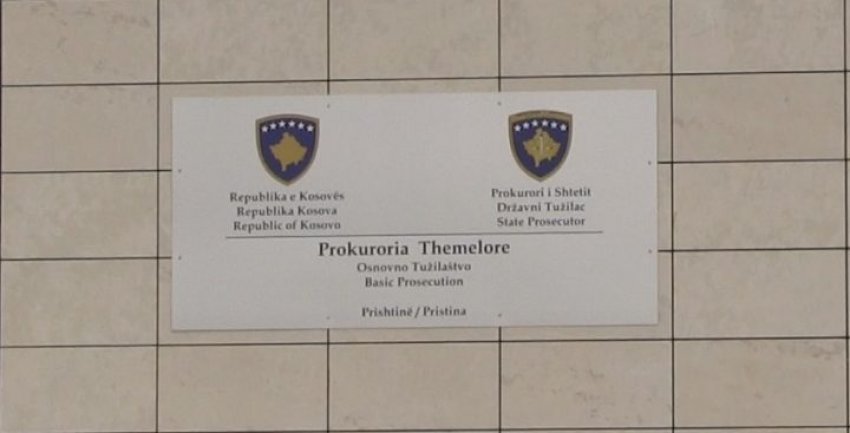 Republika e Kosovës
Republika Kosova
Republic of Kosovo
Prokurori i Shtetit
Državni Tužilac
State Prosecutor
Prokuroria Themelore
Osnovno Tužilaštvo
Basic Prosecution
Prishtinë / Pristina